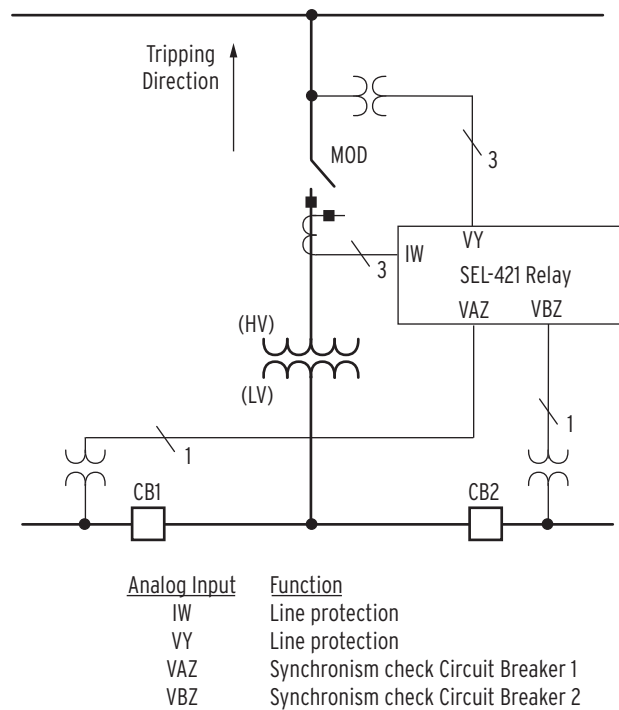 Tripping
Direction
MOD
3
3
IW
VY
SEL-421 Relay
VAZ
VBZ
(HV)
(LV)
1
1
CB1
CB2
Analog Input Function
IW Line protection
VY Line protection
VAZ Synchronism check Circuit Breaker 1
VBZ Synchronism check Circuit Breaker 2